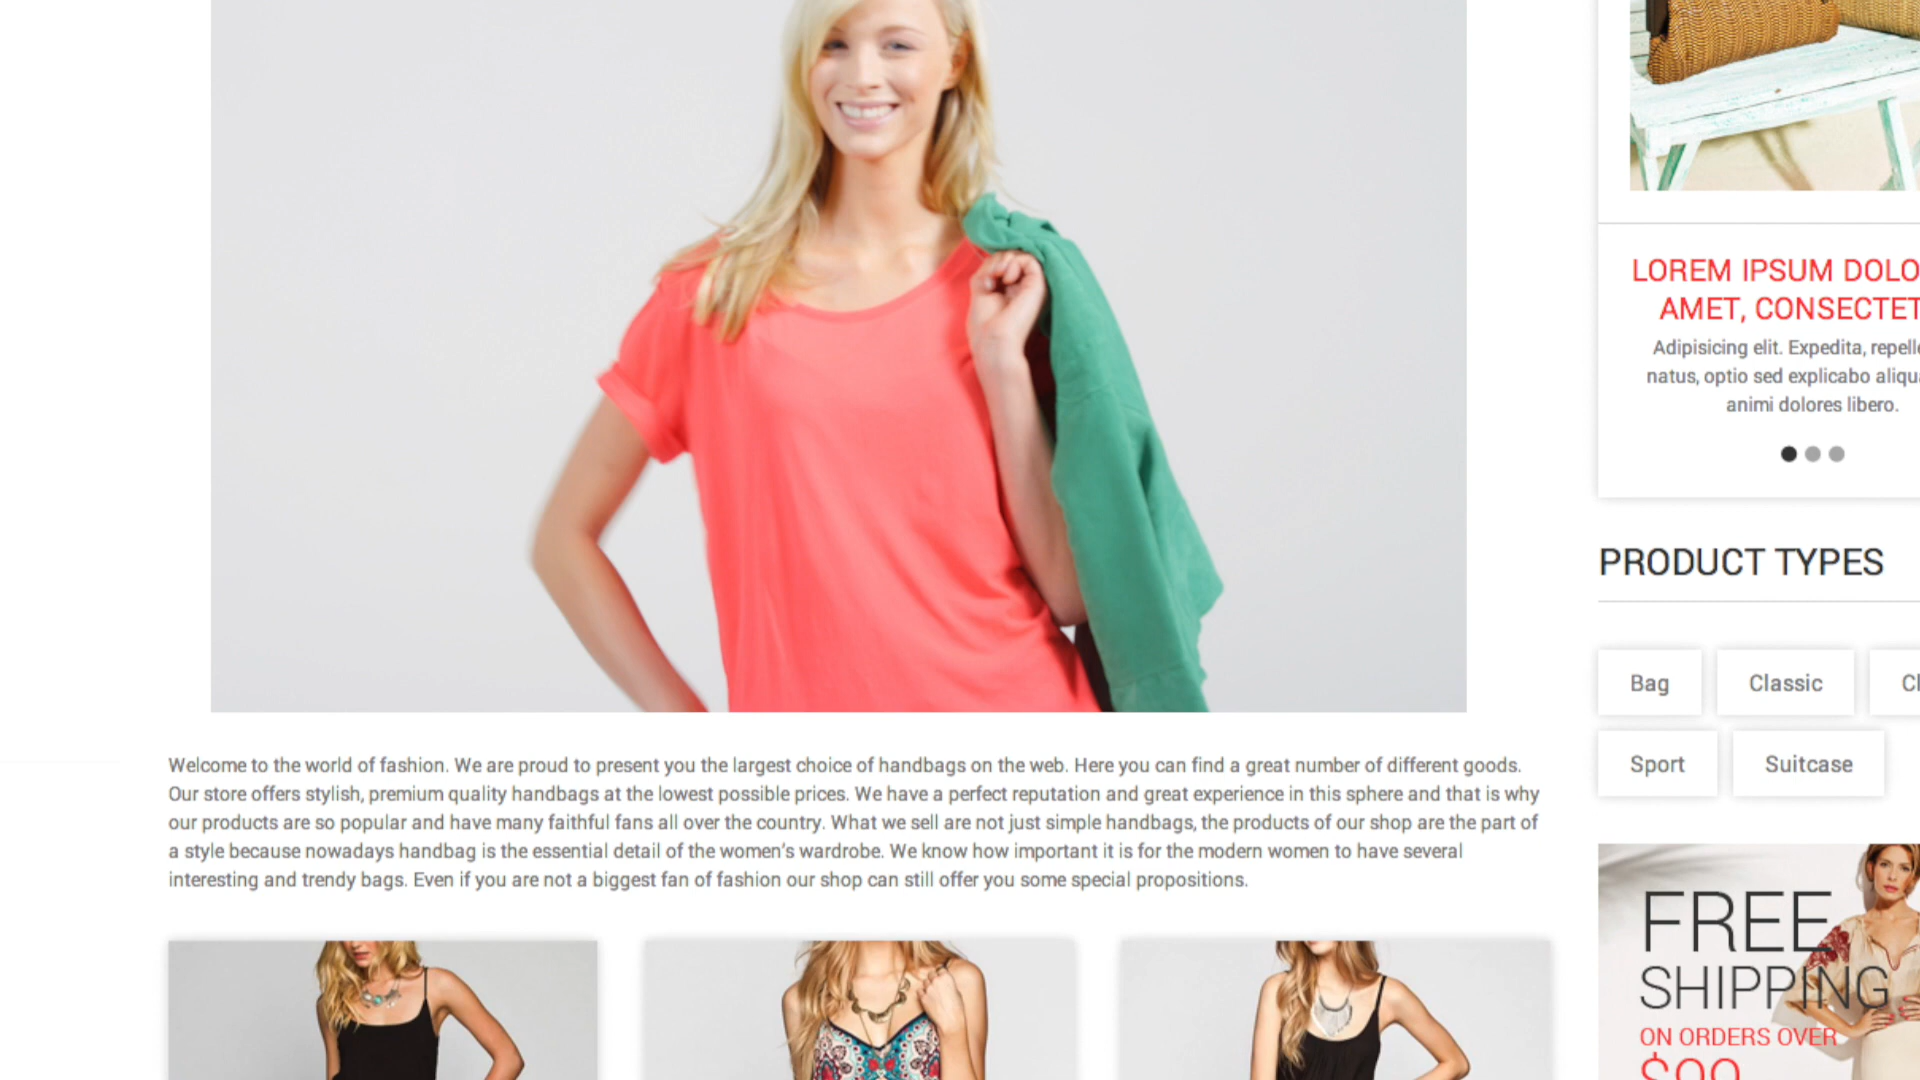 LOREM IPSUM DOLO
AMET, CONSECTET
Adipisicing elit. Expedita, repelle
natus, optio sed explicabo aliqu
animi dolores libero.
PRODUCT TYPES
Bag
Classic
Cl
Sport
Suitcase
Welcome to the world of fashion. We are proud to present you the largest choice of handbags on the web. Here you can find a great number of different goods.
Our store offers stylish, premium quality handbags at the lowest possible prices. We have a perfect reputation and great experience in this sphere and that is why
our products are so popular and have many faithful fans all over the country. What we sell are not just simple handbags, the products of our shop are the part of
a style because nowadays handbag is the essential detail of the women's wardrobe. We know how important it is for the modern women to have several
interesting and trendy bags. Even if you are not a biggest fan of fashion our shop can still offer you some special propositions.
FREE
SHIPPING
ON ORDERS OVER
$99